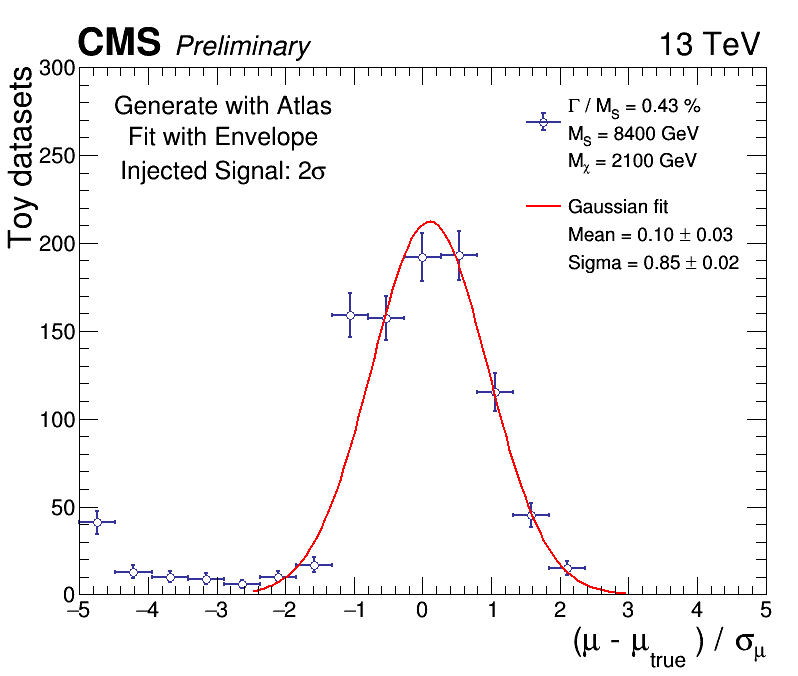 CMS Preliminary 13 TeV
Toy datasets
300
250
200
150
100
50
0
Generate with Atlas
Fit with Envelope
Injected Signal: 2σ
Γ / M_S = 0.43 %
M_S = 8400 GeV
M_χ = 2100 GeV
Gaussian fit
Mean = 0.10 ± 0.03
Sigma = 0.85 ± 0.02
−5 −4 −3 −2 −1 0 1 2 3 4 5
(μ - μ_true) / σ_μ